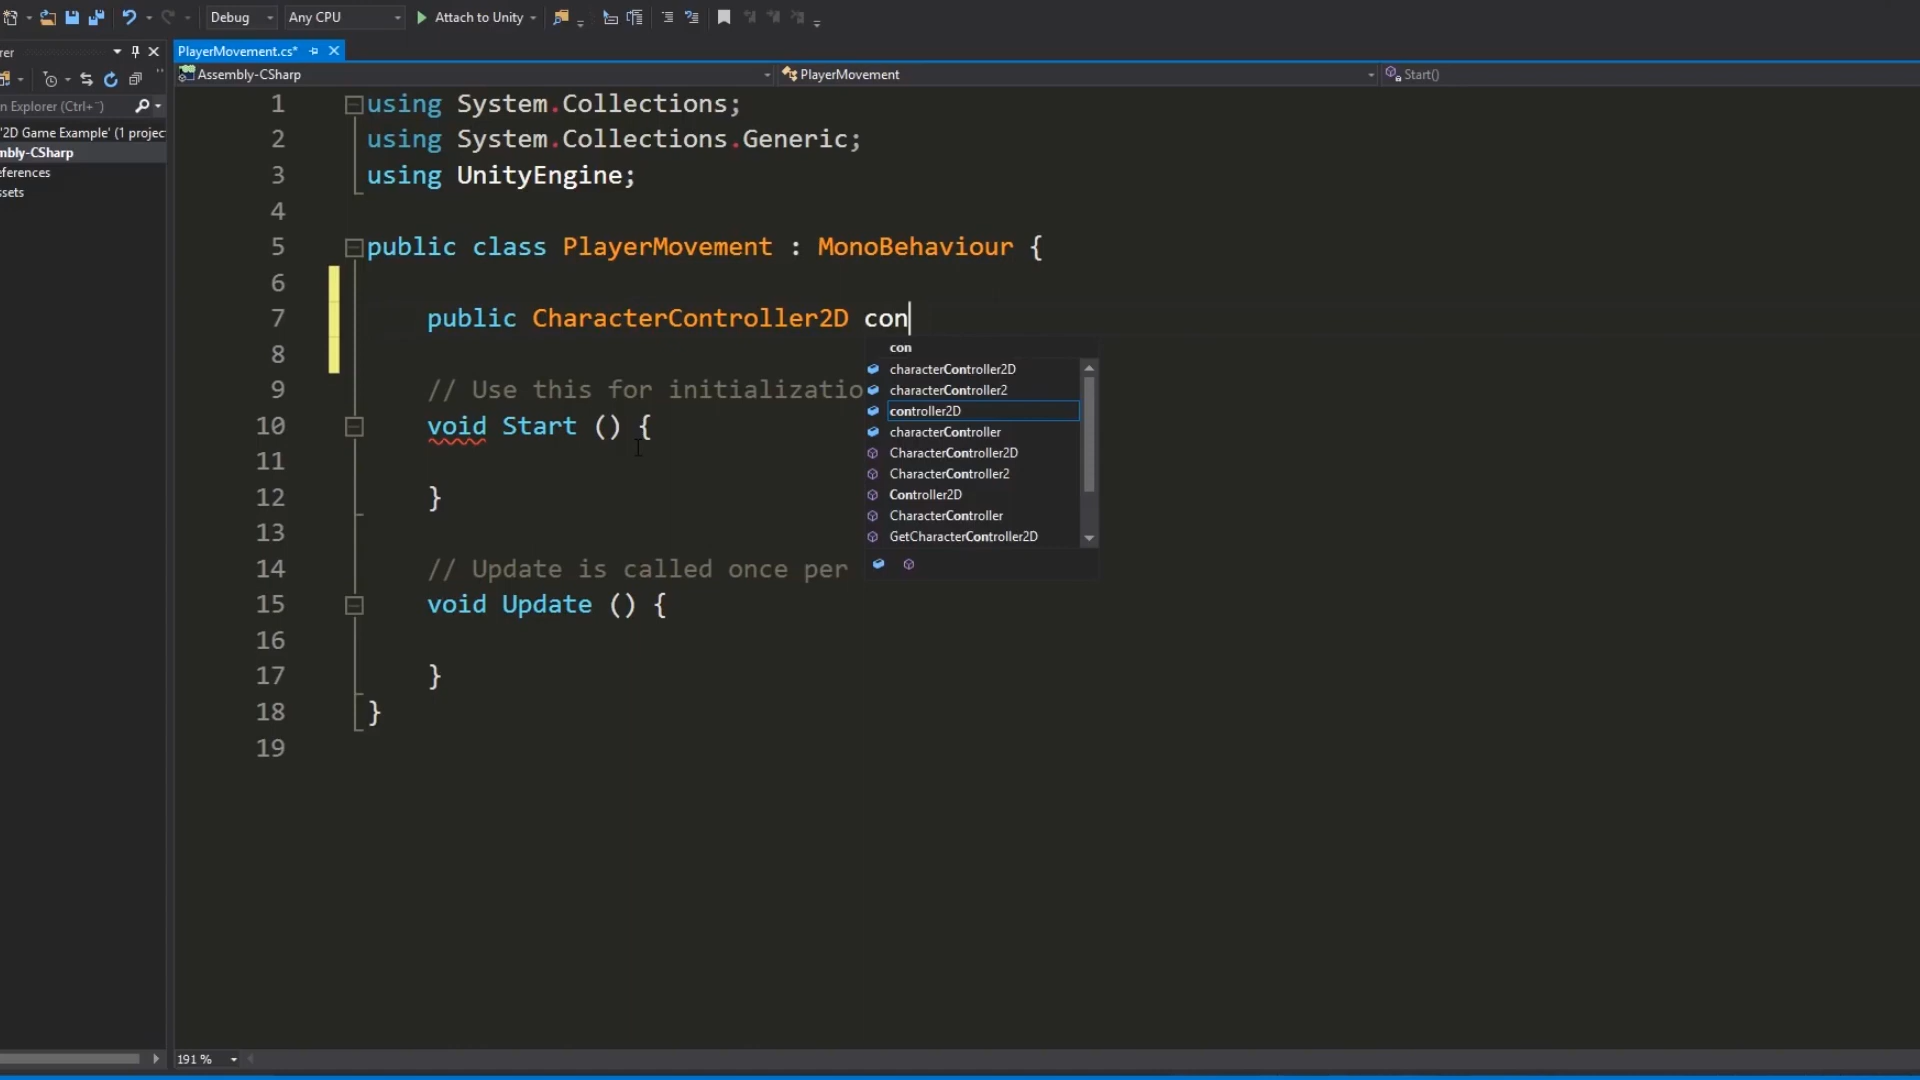 Debug Any CPU Attach to Unity
rer PlayerMovement.cs*
Assembly-CSharp PlayerMovement Start()
n Explorer (Ctrl+¨)
'2D Game Example' (1 projec
mbly-CSharp
eferences
ssets
1 using System.Collections;
2 using System.Collections.Generic;
3 using UnityEngine;
4
5 public class PlayerMovement : MonoBehaviour {
6
7 public CharacterController2D con
8
9 // Use this for initializatio
10 void Start () {
11
12 }
13
14 // Update is called once per
15 void Update () {
16
17 }
18 }
19
con
characterController2D
characterController2
controller2D
characterController
CharacterController2D
CharacterController2
Controller2D
CharacterController
GetCharacterController2D
191 %